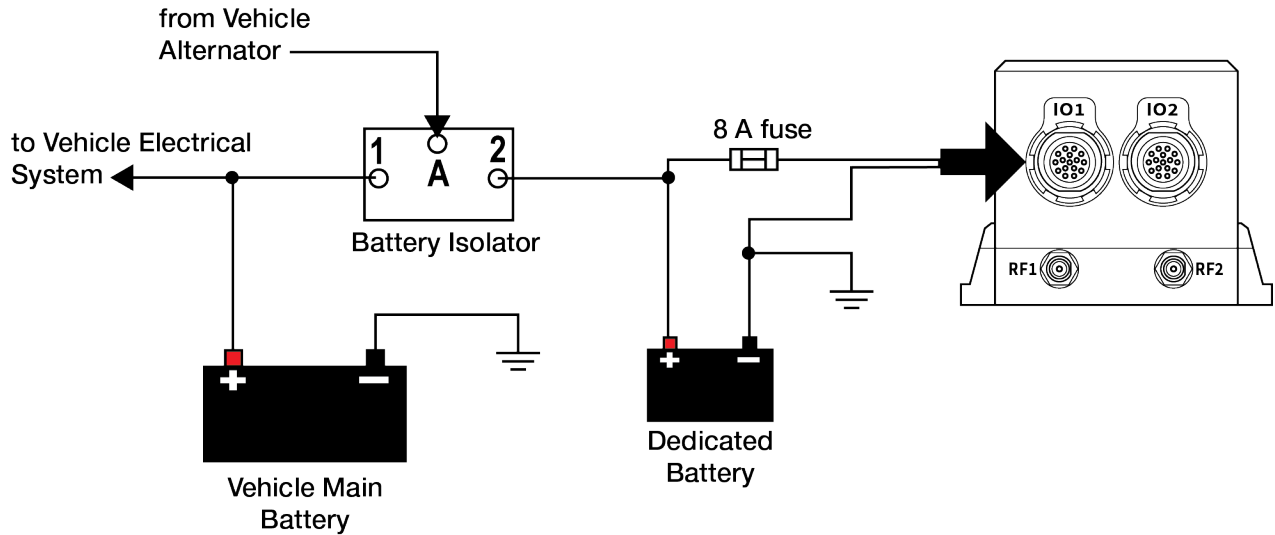 from Vehicle
Alternator
to Vehicle Electrical
System
1
A
2
Battery Isolator
8 A fuse
IO1
IO2
RF1
RF2
+
−
Vehicle Main
Battery
+
−
Dedicated
Battery